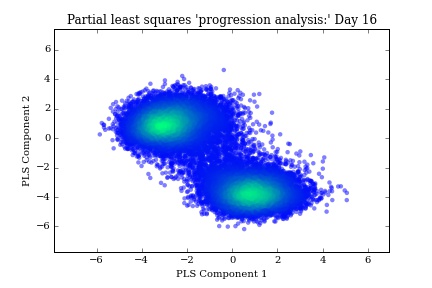 Partial least squares 'progression analysis:' Day 16
6
4
2
0
−2
−4
−6
PLS Component 2
−6 −4 −2 0 2 4 6
PLS Component 1